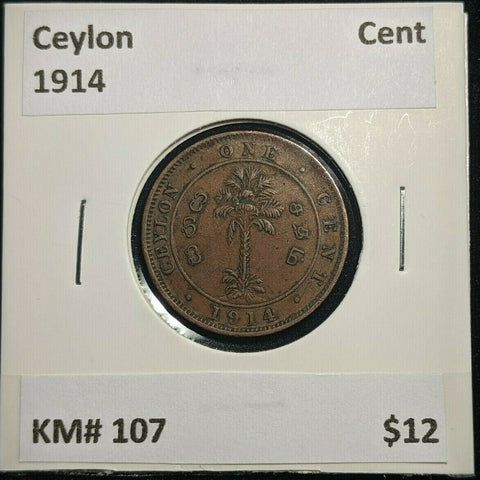 Ceylon Cent
1914
· CEYLON · ONE · CENT ·
· 1914 ·
KM# 107 $12